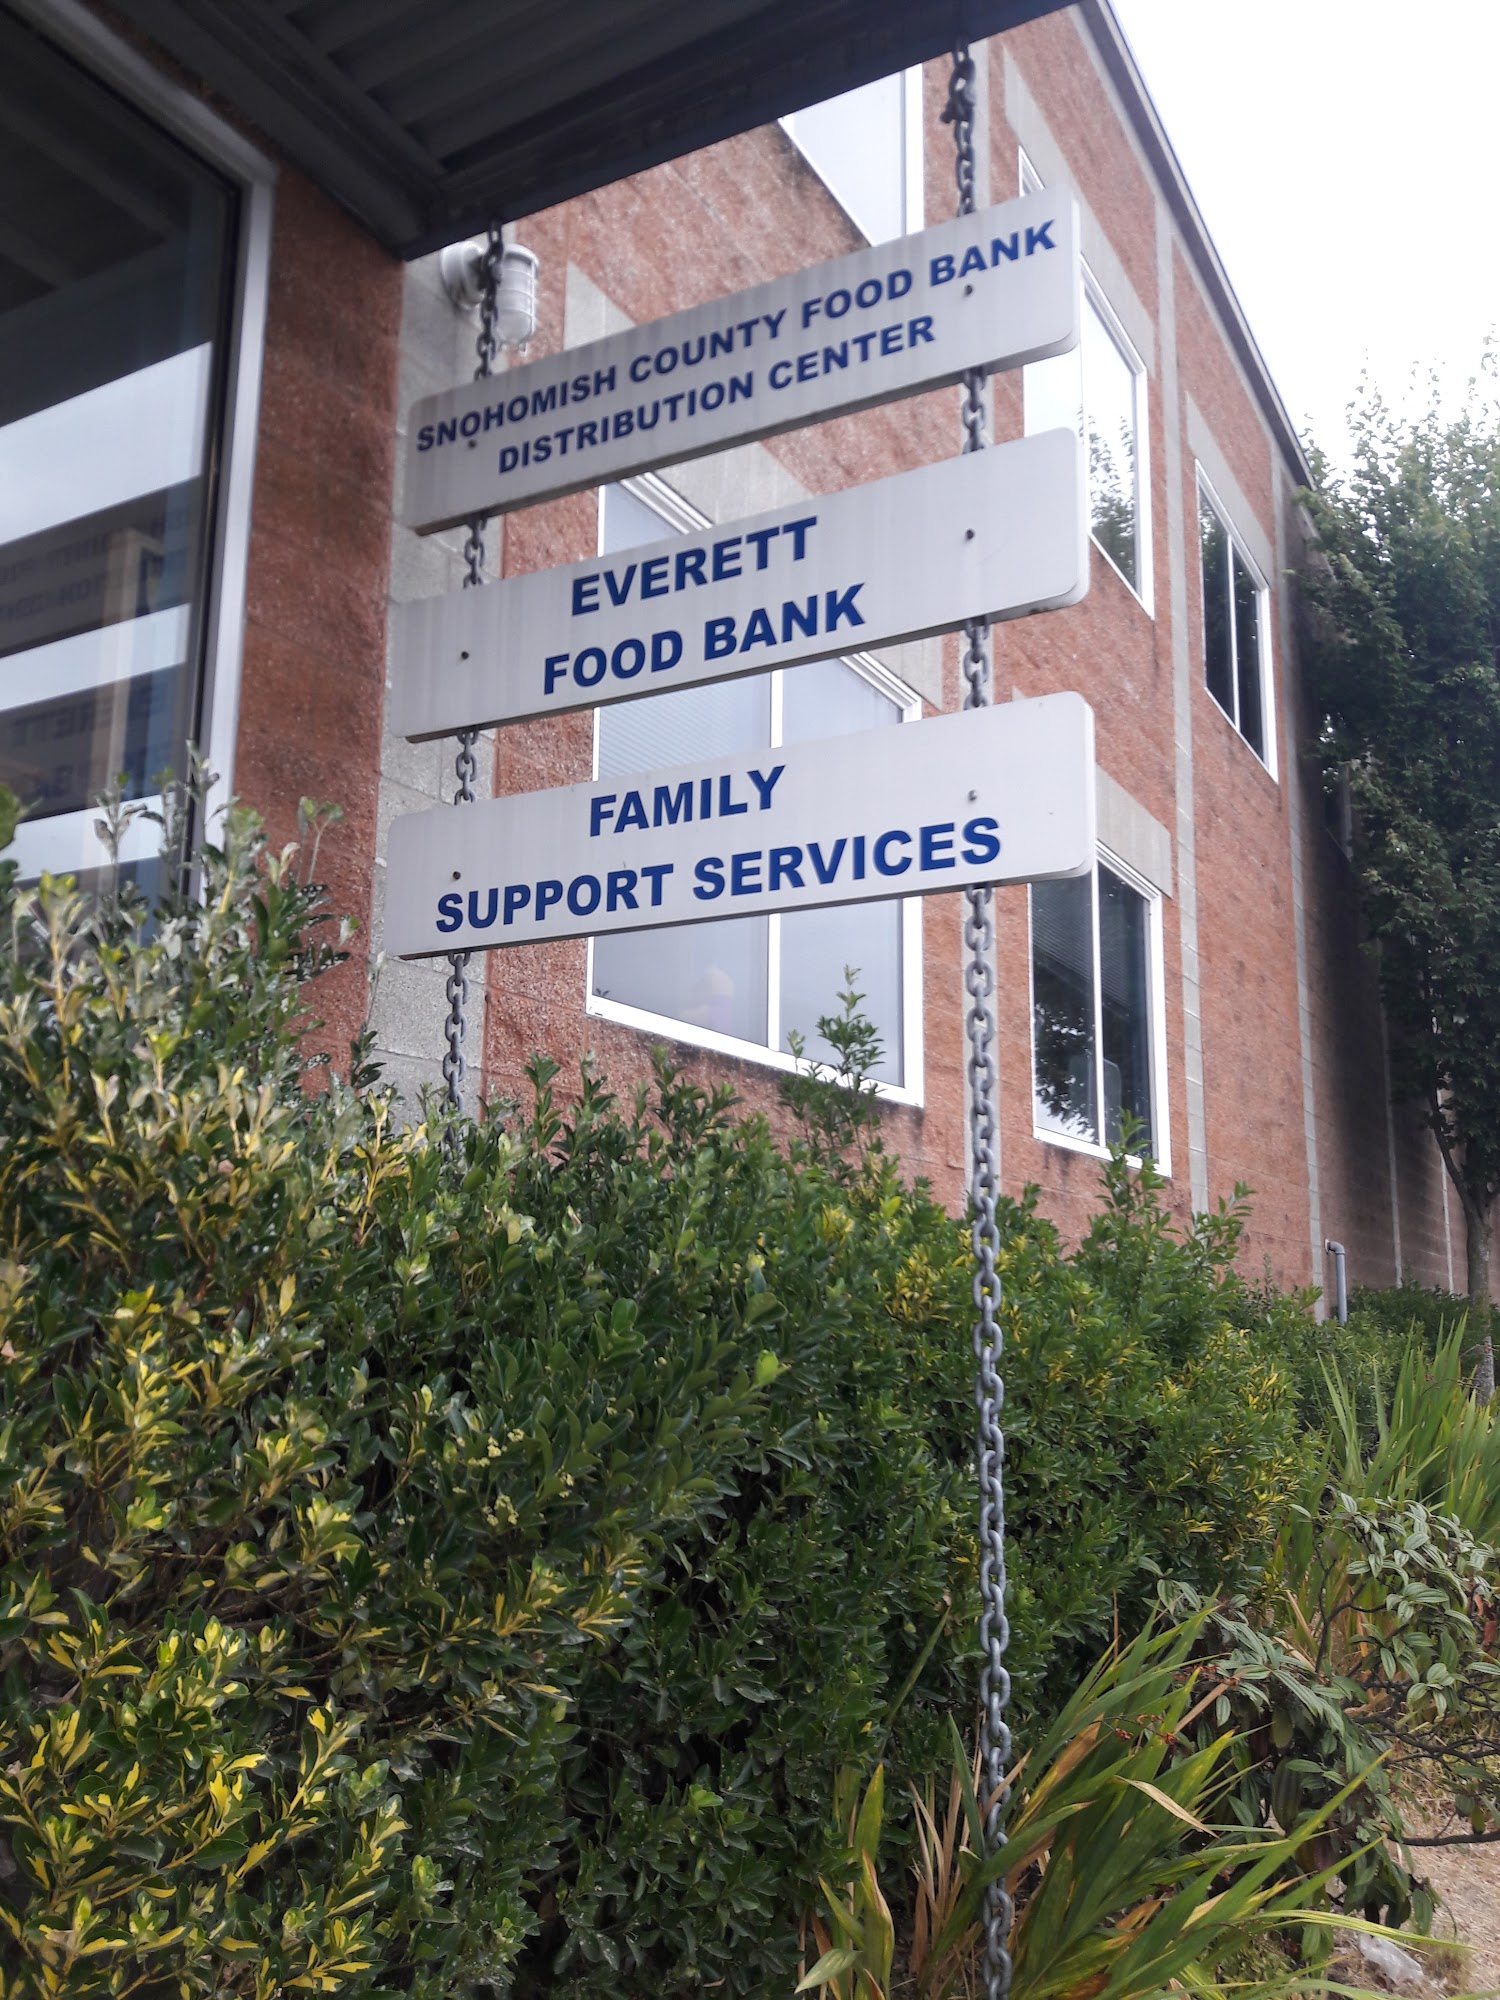 SNOHOMISH COUNTY FOOD BANK
DISTRIBUTION CENTER
EVERETT
FOOD BANK
FAMILY
SUPPORT SERVICES